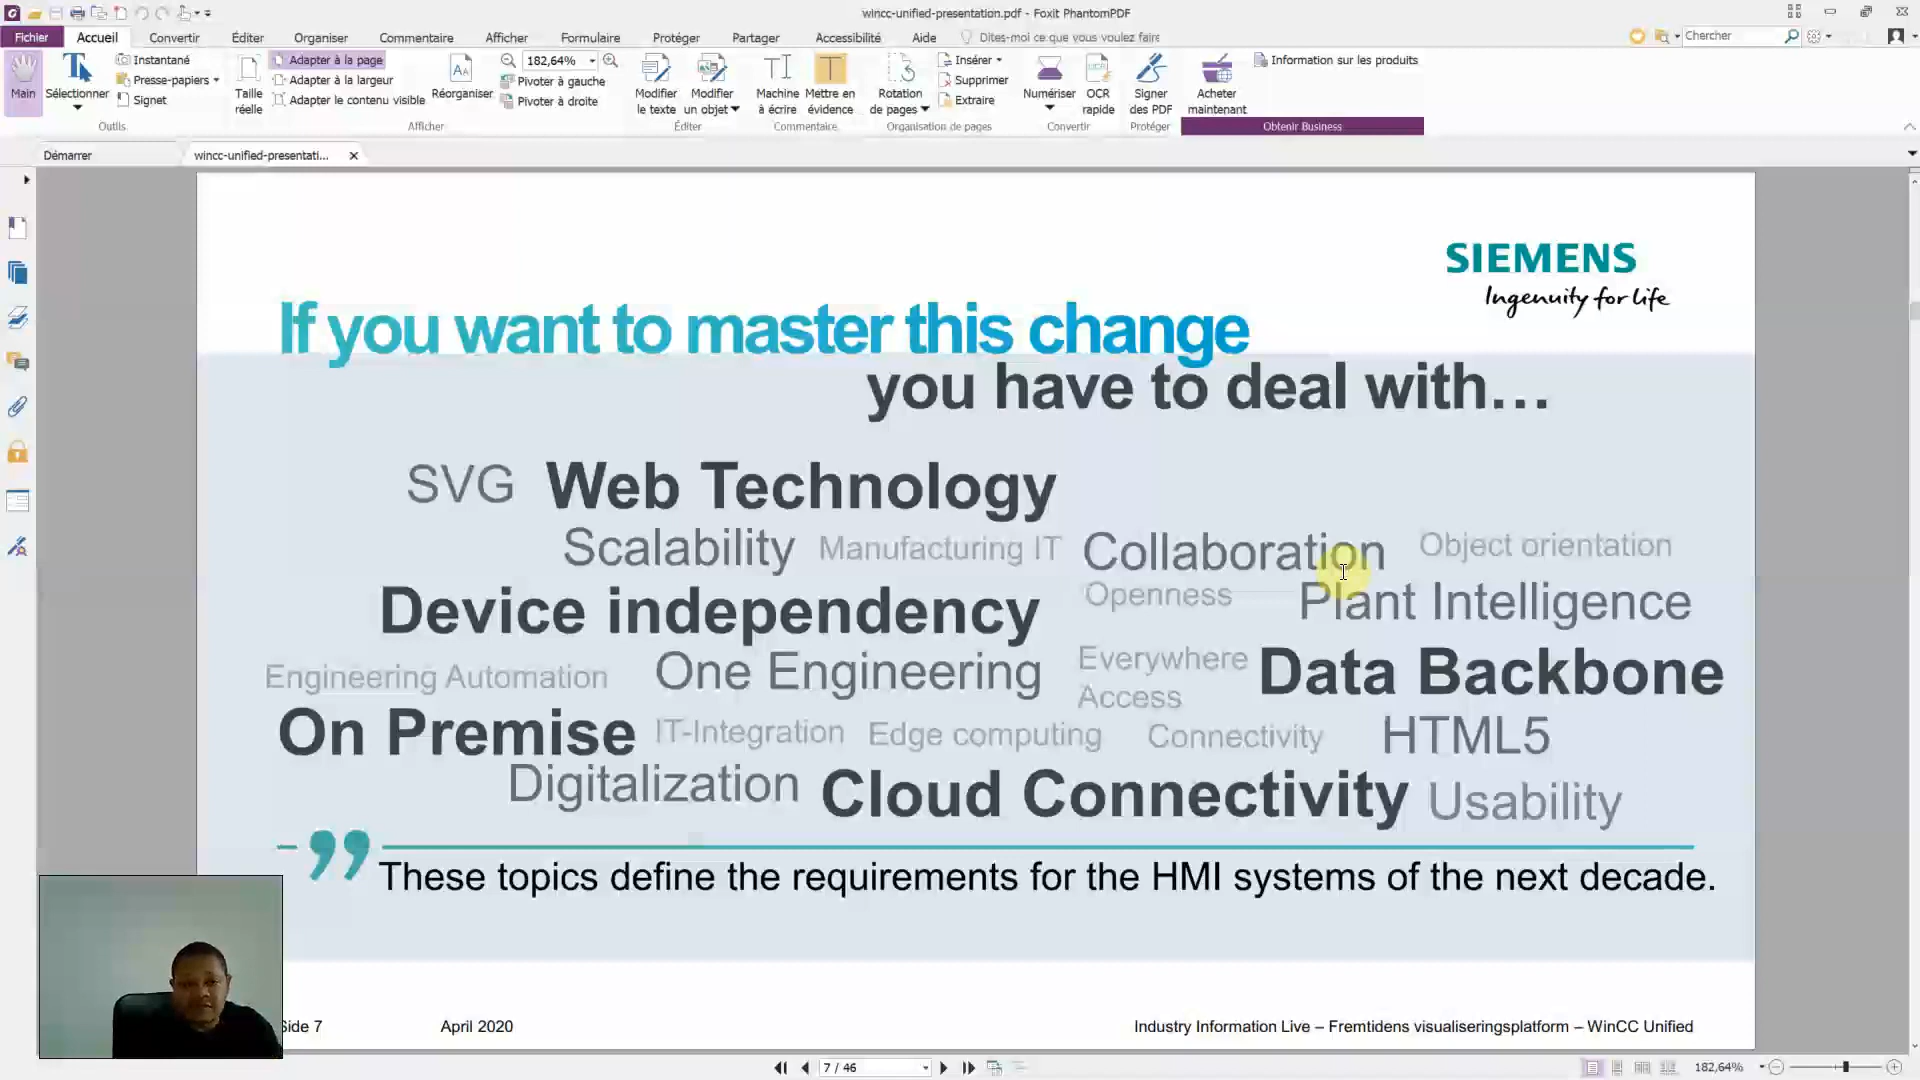 wincc-unified-presentation.pdf - Foxit PhantomPDF
Fichier Accueil Convertir Éditer Organiser Commentaire Afficher Formulaire Protéger Partager Accessibilité Aide Dites-moi ce que vous voulez faire Chercher
Main
Sélectionner
Instantané
Presse-papiers
Signet
Outils
Taille réelle
Adapter à la page
Adapter à la largeur
Adapter le contenu visible
Réorganiser
182,64%
Pivoter à gauche
Pivoter à droite
Afficher
Modifier le texte
Modifier un objet
Éditer
Machine à écrire
Mettre en évidence
Commentaire
Rotation de pages
Insérer
Supprimer
Extraire
Organisation de pages
Numériser
OCR rapide
Convertir
Signer des PDF
Protéger
Acheter maintenant
Information sur les produits
Obtenir Business
Démarrer
wincc-unified-presentati...
SIEMENS
Ingenuity for life
If you want to master this change
you have to deal with…
SVG Web Technology
Scalability Manufacturing IT Collaboration Object orientation
Device independency Openness Plant Intelligence
Engineering Automation One Engineering Everywhere Access Data Backbone
On Premise IT-Integration Edge computing Connectivity HTML5
Digitalization Cloud Connectivity Usability
” These topics define the requirements for the HMI systems of the next decade.
Side 7 April 2020 Industry Information Live – Fremtidens visualiseringsplatform – WinCC Unified
7 / 46 182,64%